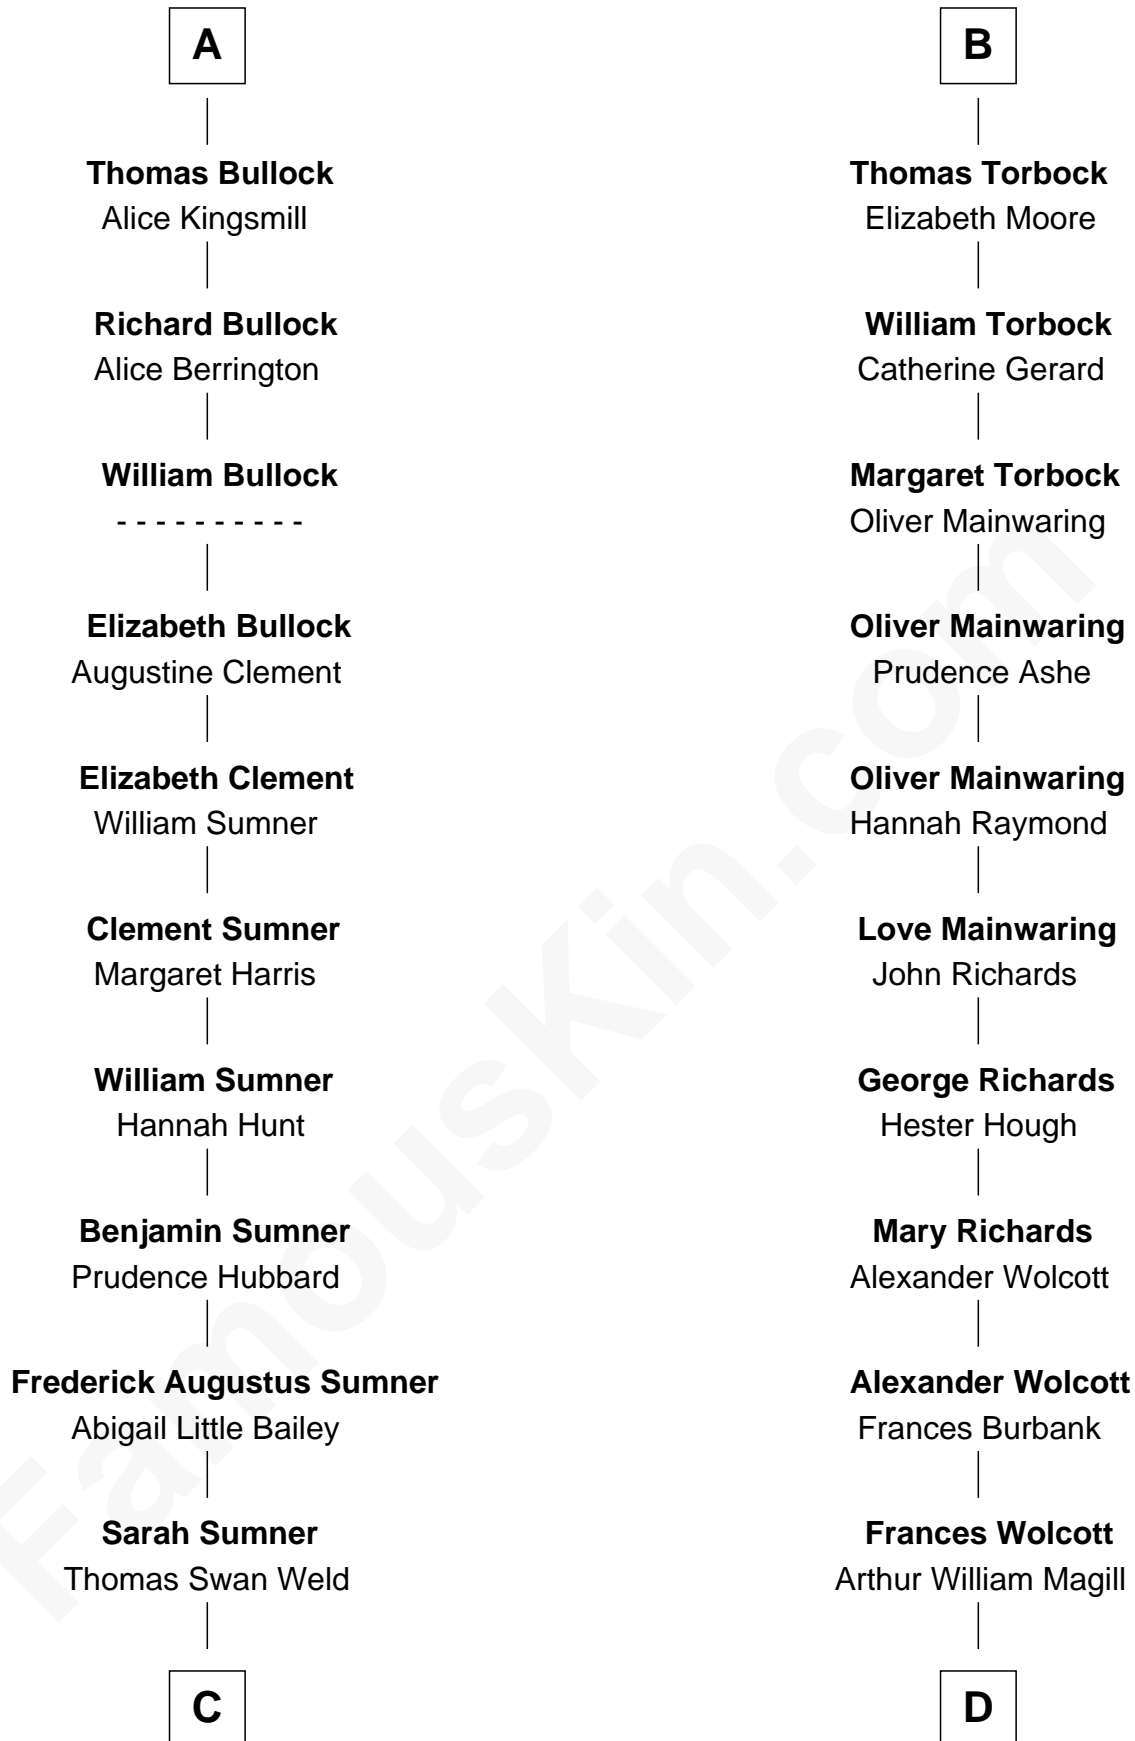 A
Thomas Bullock
Alice Kingsmill
Richard Bullock
Alice Berrington
William Bullock
- - - - - - - - - -
Elizabeth Bullock
Augustine Clement
Elizabeth Clement
William Sumner
Clement Sumner
Margaret Harris
William Sumner
Hannah Hunt
Benjamin Sumner
Prudence Hubbard
Frederick Augustus Sumner
Abigail Little Bailey
Sarah Sumner
Thomas Swan Weld
C
B
Thomas Torbock
Elizabeth Moore
William Torbock
Catherine Gerard
Margaret Torbock
Oliver Mainwaring
Oliver Mainwaring
Prudence Ashe
Oliver Mainwaring
Hannah Raymond
Love Mainwaring
John Richards
George Richards
Hester Hough
Mary Richards
Alexander Wolcott
Alexander Wolcott
Frances Burbank
Frances Wolcott
Arthur William Magill
D
FamousKin.com